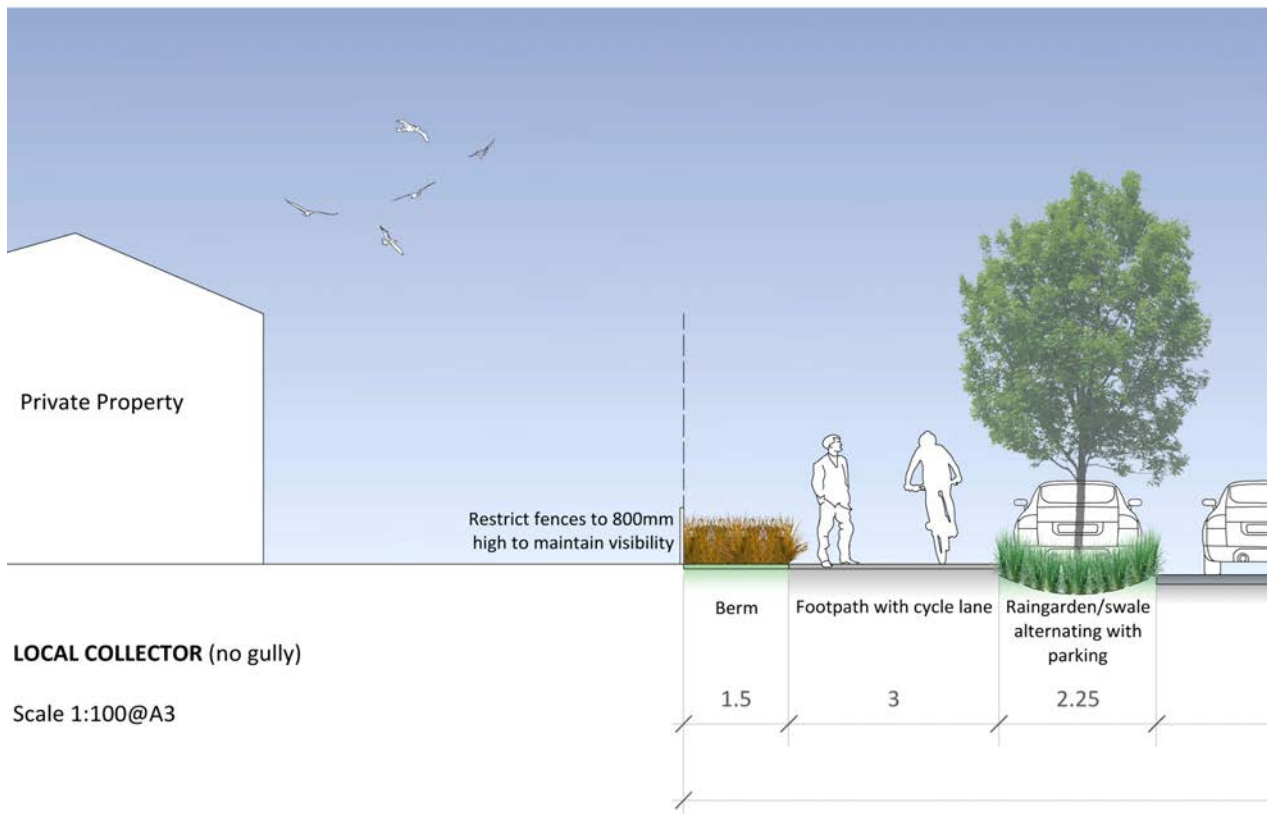 Private Property
Restrict fences to 800mm
high to maintain visibility
Berm
Footpath with cycle lane
Raingarden/swale
alternating with
parking
LOCAL COLLECTOR (no gully)
Scale 1:100@A3
1.5
3
2.25